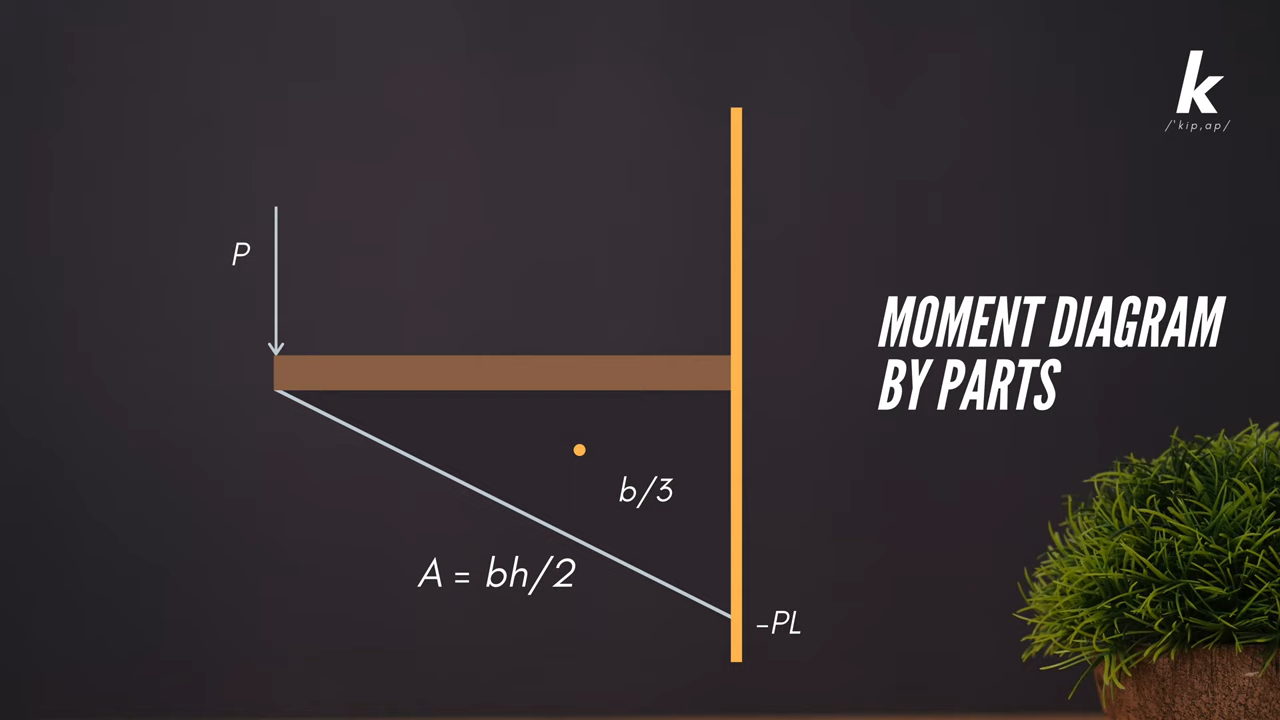 k
/'kip,ap/
P
MOMENT DIAGRAM
BY PARTS
b/3
A = bh/2
-PL